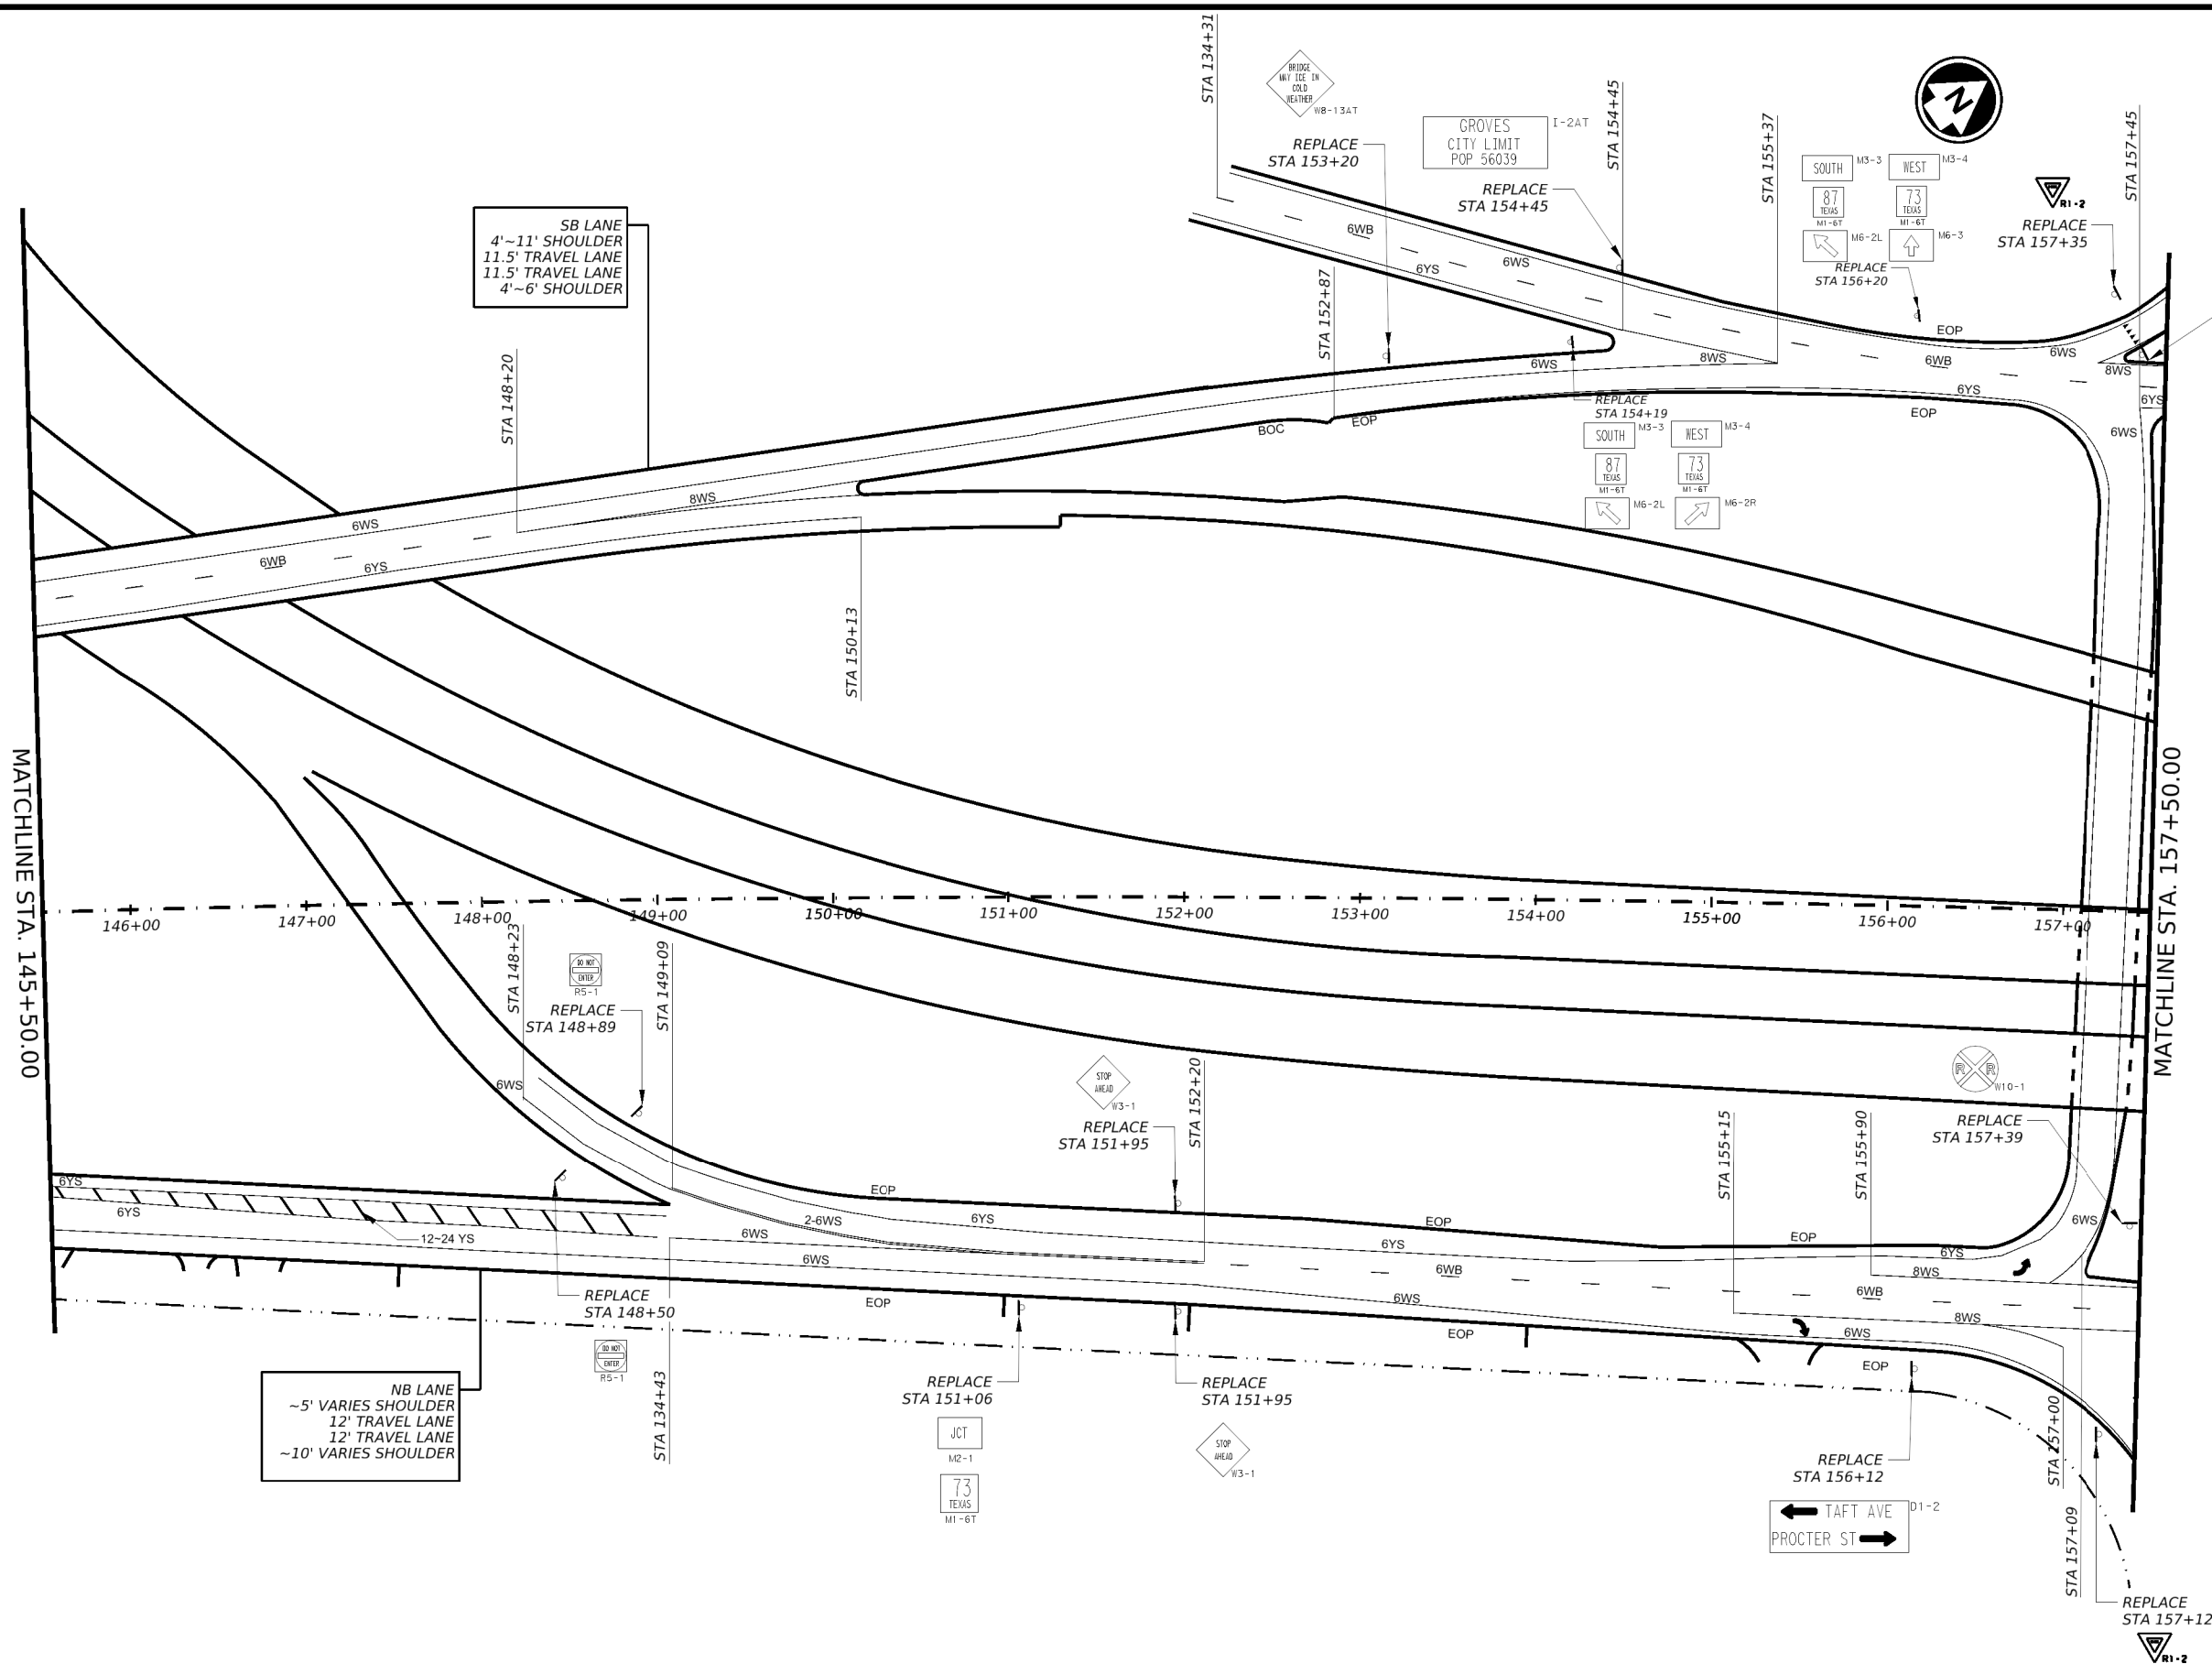 STA 134+31
BRIDGE
MAY ICE IN
COLD
WEATHER
W8-13AT
REPLACE
STA 153+20
GROVES
CITY LIMIT
POP 56039
I-2AT
REPLACE
STA 154+45
STA 154+45
STA 155+37
N
SOUTH
M3-3
WEST
M3-4
87
TEXAS
M1-6T
73
TEXAS
M1-6T
M6-2L
M6-3
REPLACE
STA 156+20
R1-2
REPLACE
STA 157+35
STA 157+45
SB LANE
4'~11' SHOULDER
11.5' TRAVEL LANE
11.5' TRAVEL LANE
4'~6' SHOULDER
6WB
6YS
6WS
STA 152+87
EOP
6WB
6WS
8WS
8WS
6WS
6YS
6YS
EOP
6WS
BOC
EOP
REPLACE
STA 154+19
SOUTH
M3-3
WEST
M3-4
87
TEXAS
M1-6T
73
TEXAS
M1-6T
M6-2L
M6-2R
STA 148+20
8WS
6WS
6WB
6YS
STA 150+13
MATCHLINE STA. 145+50.00
MATCHLINE STA. 157+50.00
146+00
147+00
148+00
149+00
150+00
151+00
152+00
153+00
154+00
155+00
156+00
157+00
STA 148+23
DO NOT
ENTER
R5-1
REPLACE
STA 148+89
STA 149+09
6WS
STOP
AHEAD
W3-1
REPLACE
STA 151+95
STA 152+20
R R
W10-1
REPLACE
STA 157+39
STA 155+15
STA 155+90
6YS
6YS
12~24 YS
EOP
2-6WS
6YS
6WS
6WS
EOP
6YS
6WB
6WS
EOP
6YS
8WS
6WB
8WS
6WS
6WS
EOP
EOP
EOP
REPLACE
STA 148+50
DO NOT
ENTER
R5-1
STA 134+43
NB LANE
~5' VARIES SHOULDER
12' TRAVEL LANE
12' TRAVEL LANE
~10' VARIES SHOULDER
REPLACE
STA 151+06
JCT
M2-1
73
TEXAS
M1-6T
REPLACE
STA 151+95
STOP
AHEAD
W3-1
REPLACE
STA 156+12
TAFT AVE
PROCTER ST
D1-2
STA 157+00
STA 157+09
REPLACE
STA 157+12
R1-2